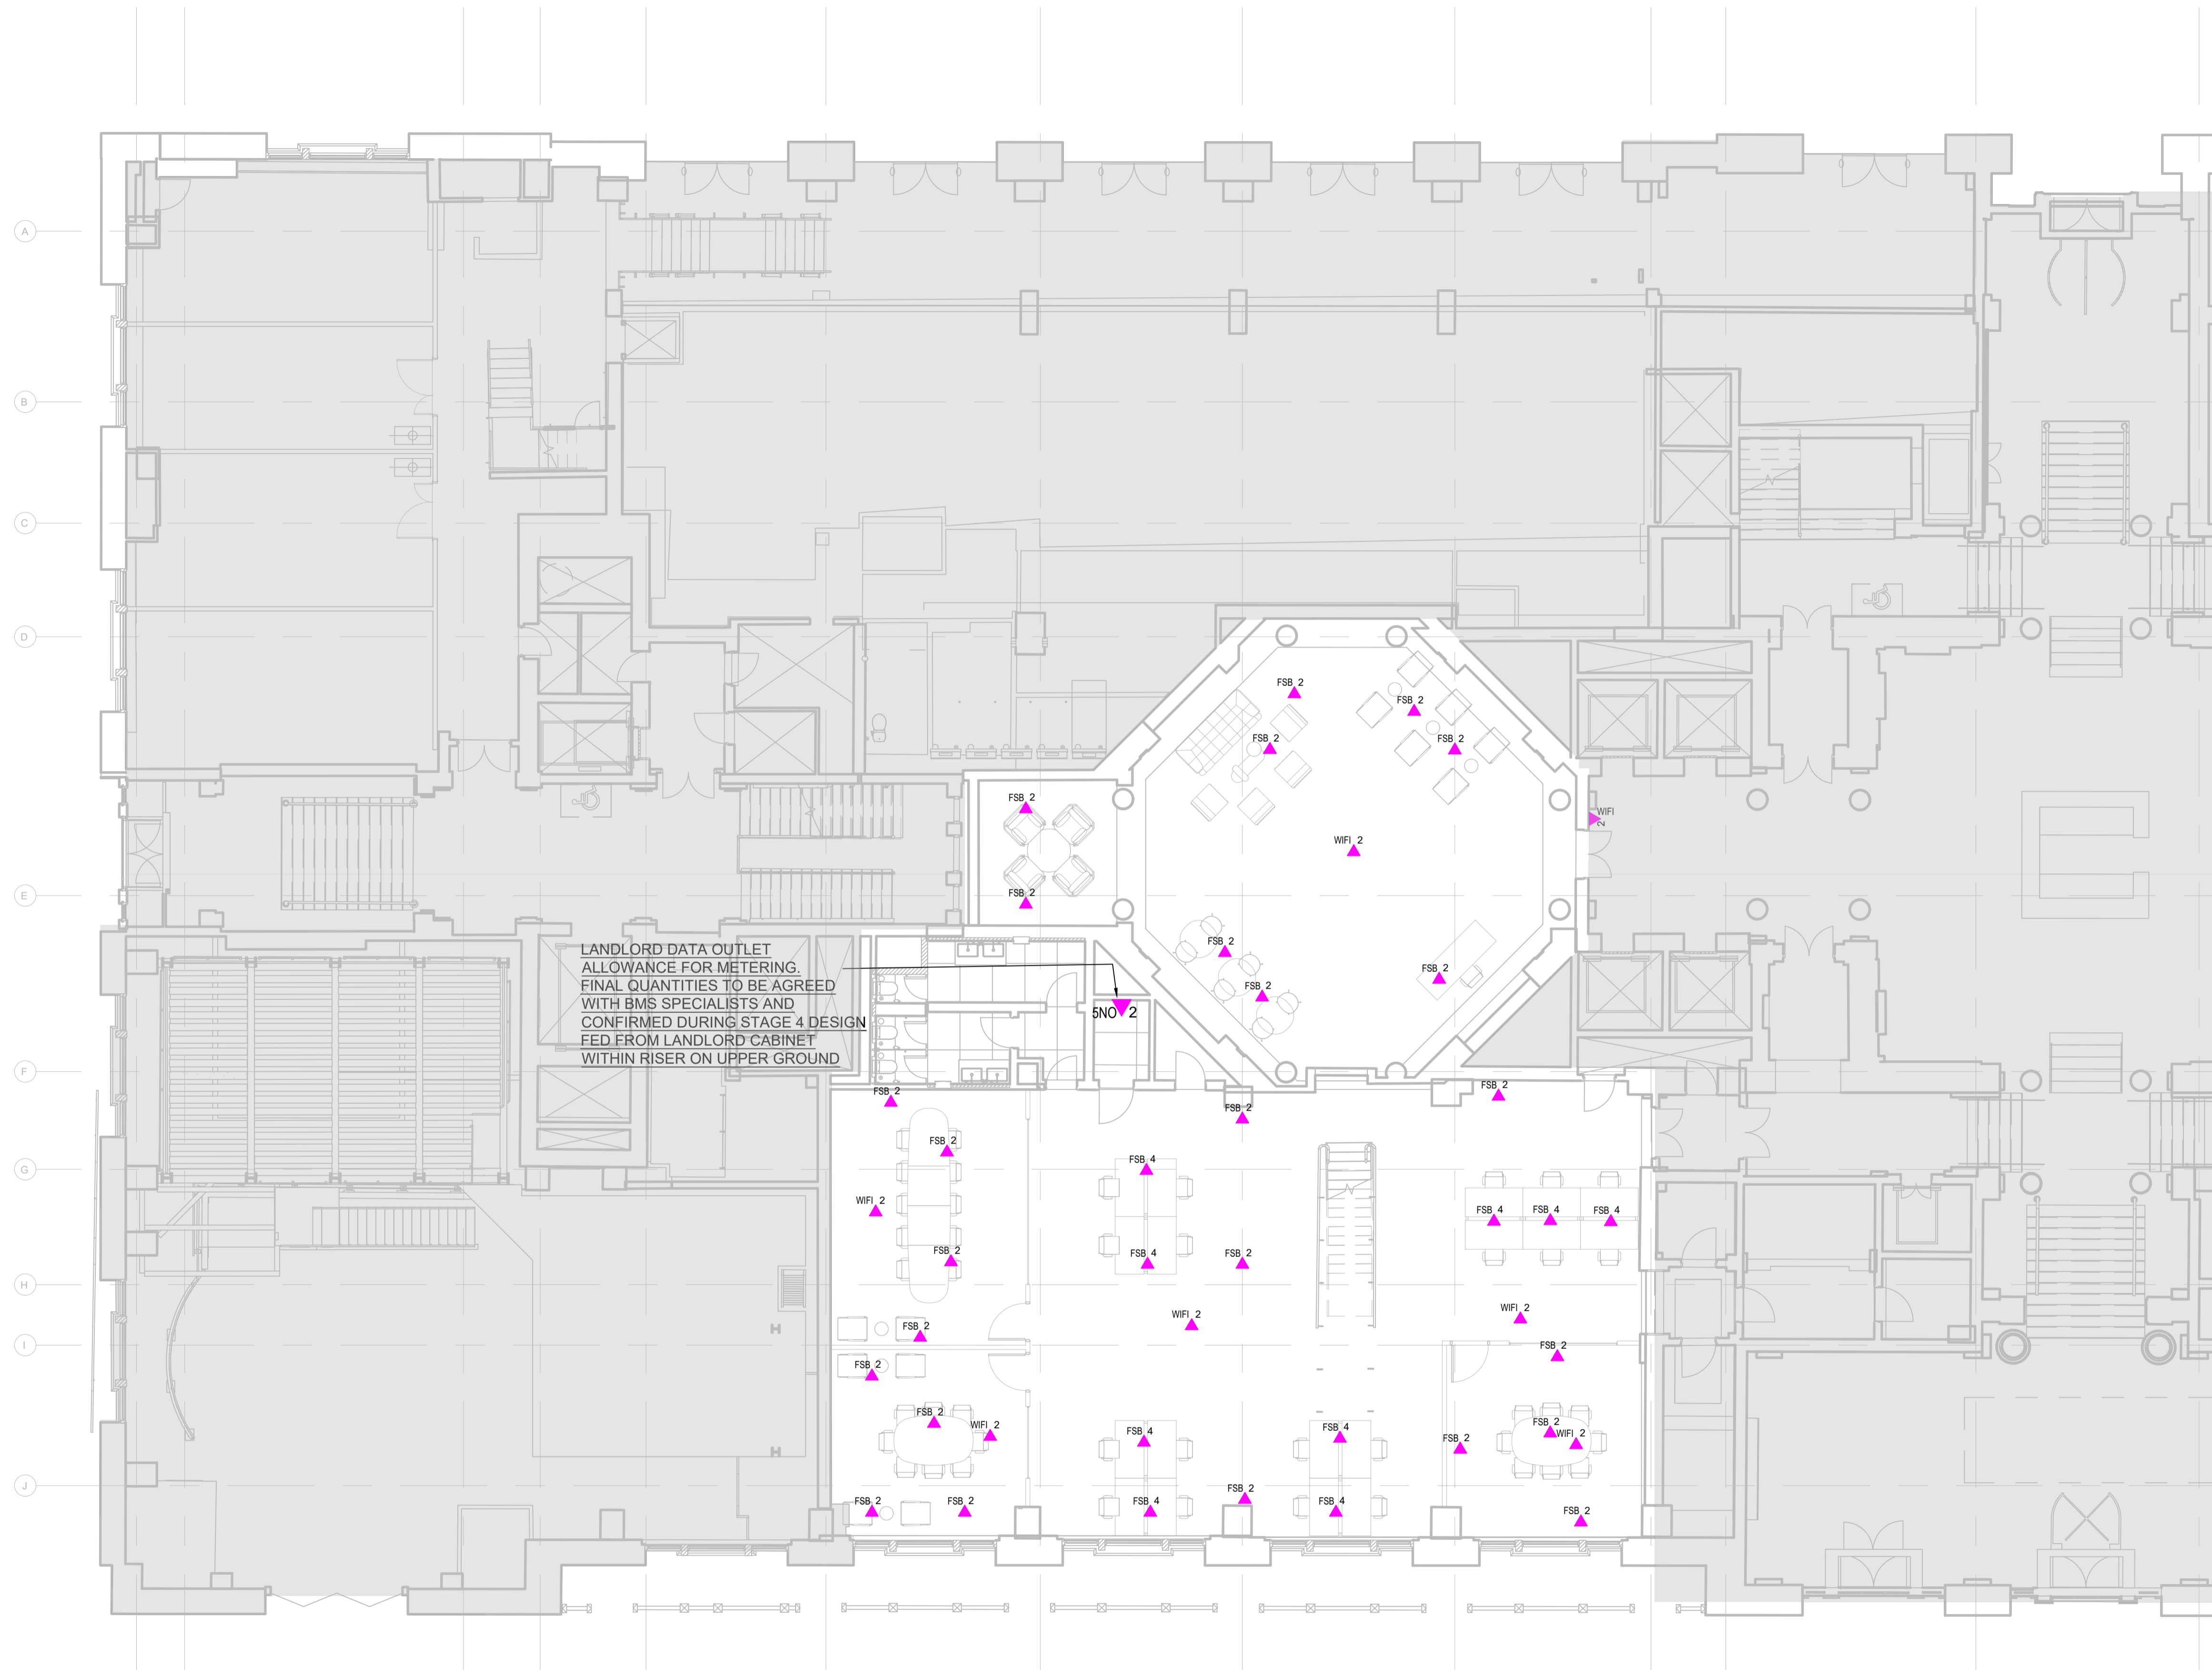 A
B
C
FSB 2
D
FSB 2
FSB 2
FSB 2
FSB 2
WIFI
2
WIFI 2
E
FSB 2
LANDLORD DATA OUTLET
ALLOWANCE FOR METERING.
FINAL QUANTITIES TO BE AGREED
WITH BMS SPECIALISTS AND
CONFIRMED DURING STAGE 4 DESIGN
FED FROM LANDLORD CABINET
WITHIN RISER ON UPPER GROUND
FSB 2
FSB 2
FSB 2
5NO 2
F
FSB 2
FSB 2
FSB 2
FSB 2
G
FSB 4
WIFI 2
FSB 4
FSB 4
FSB 4
FSB 2
FSB 4
FSB 2
H
WIFI 2
WIFI 2
FSB 2
I
FSB 2
FSB 2
FSB 2
WIFI 2
FSB 4
FSB 4
FSB 2
FSB 2
WIFI 2
J
FSB 2
FSB 2
FSB 4
FSB 2
FSB 4
FSB 2